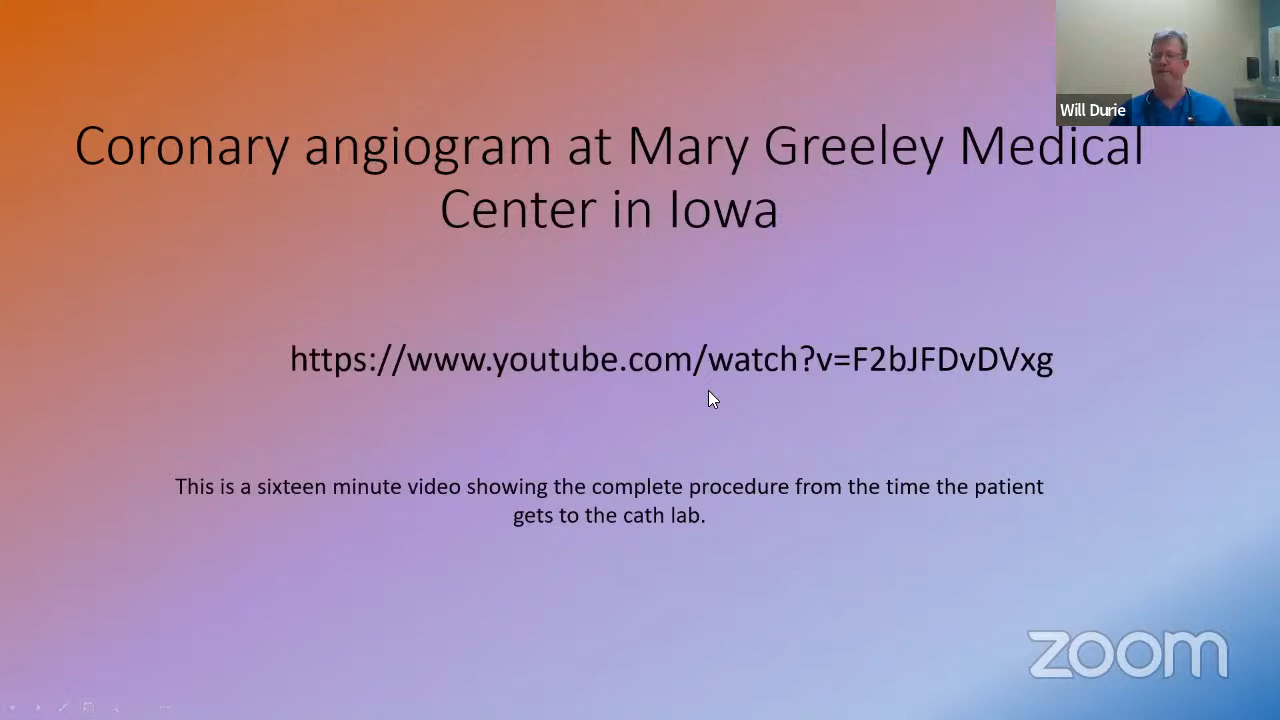 Will Durie
Coronary angiogram at Mary Greeley Medical
Center in Iowa
https://www.youtube.com/watch?v=F2bJFDvDVxg
This is a sixteen minute video showing the complete procedure from the time the patient
gets to the cath lab.
zoom